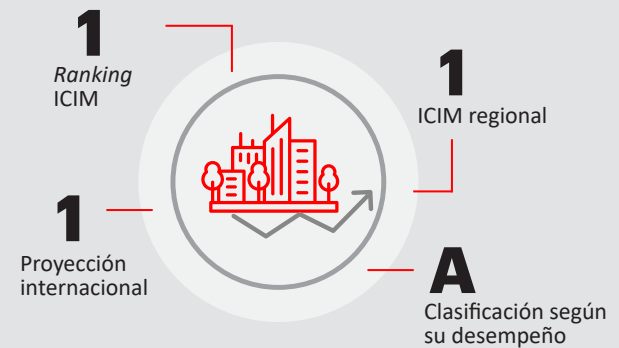 1
Ranking
ICIM
1
ICIM regional
1
Proyección
internacional
A
Clasificación según
su desempeño